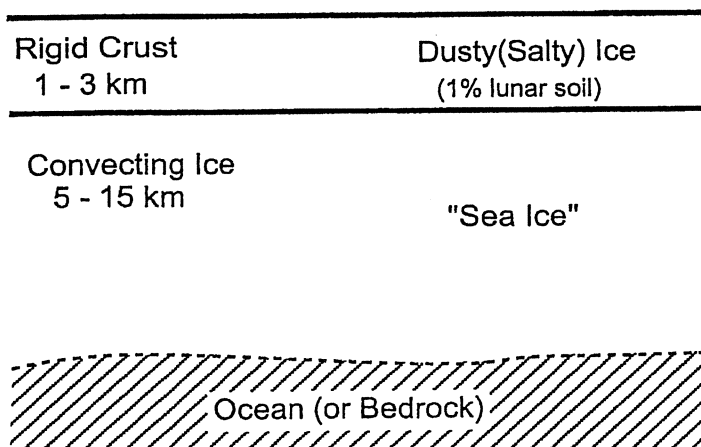 Rigid Crust
1 - 3 km
Dusty(Salty) Ice
(1% lunar soil)
Convecting Ice
5 - 15 km
"Sea Ice"
Ocean (or Bedrock)